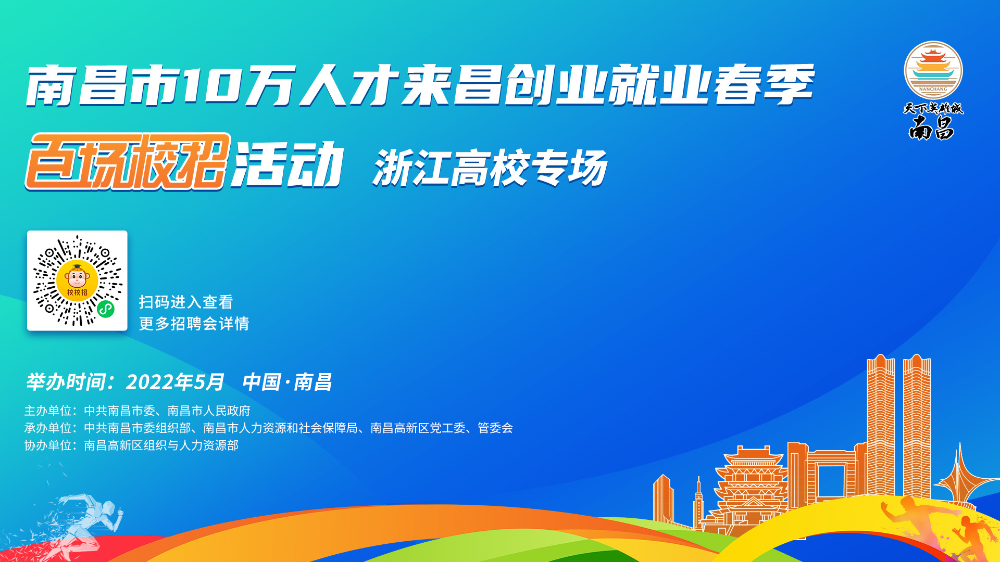 南昌市10万人才来昌创业就业春季
百场校招活动 浙江高校专场
NANCHANG
天下英雄城
南昌
校校招
扫码进入查看
更多招聘会详情
举办时间：2022年5月 中国·南昌
主办单位：中共南昌市委、南昌市人民政府
承办单位：中共南昌市委组织部、南昌市人力资源和社会保障局、南昌高新区党工委、管委会
协办单位：南昌高新区组织与人力资源部